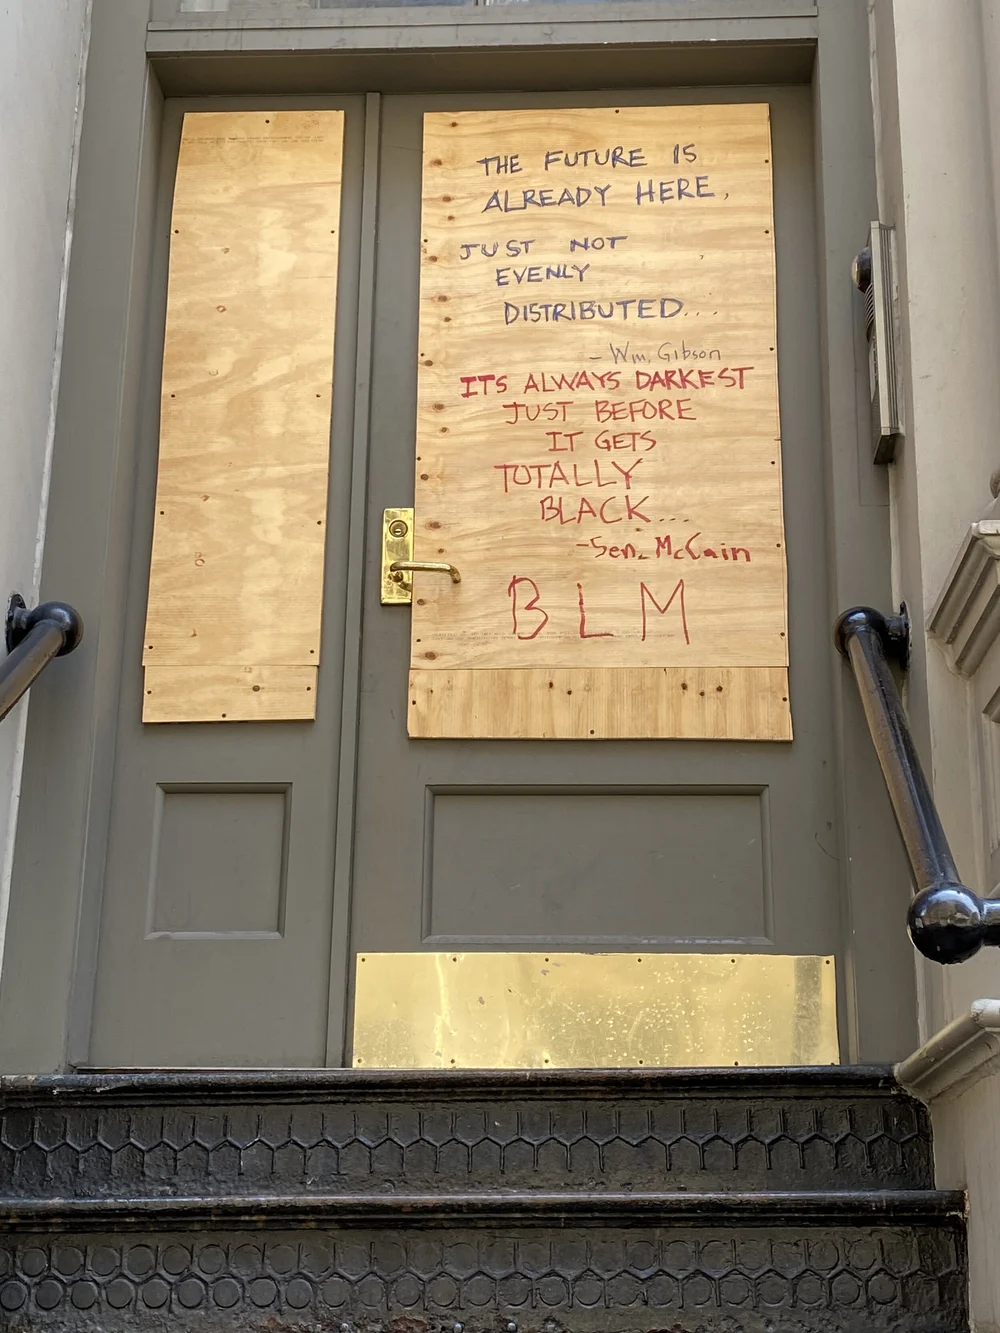 THE FUTURE IS
ALREADY HERE,
JUST NOT
EVENLY
DISTRIBUTED....
- Wm. Gibson
ITS ALWAYS DARKEST
JUST BEFORE
IT GETS
TOTALLY
BLACK...
-Sen. McCain
BLM